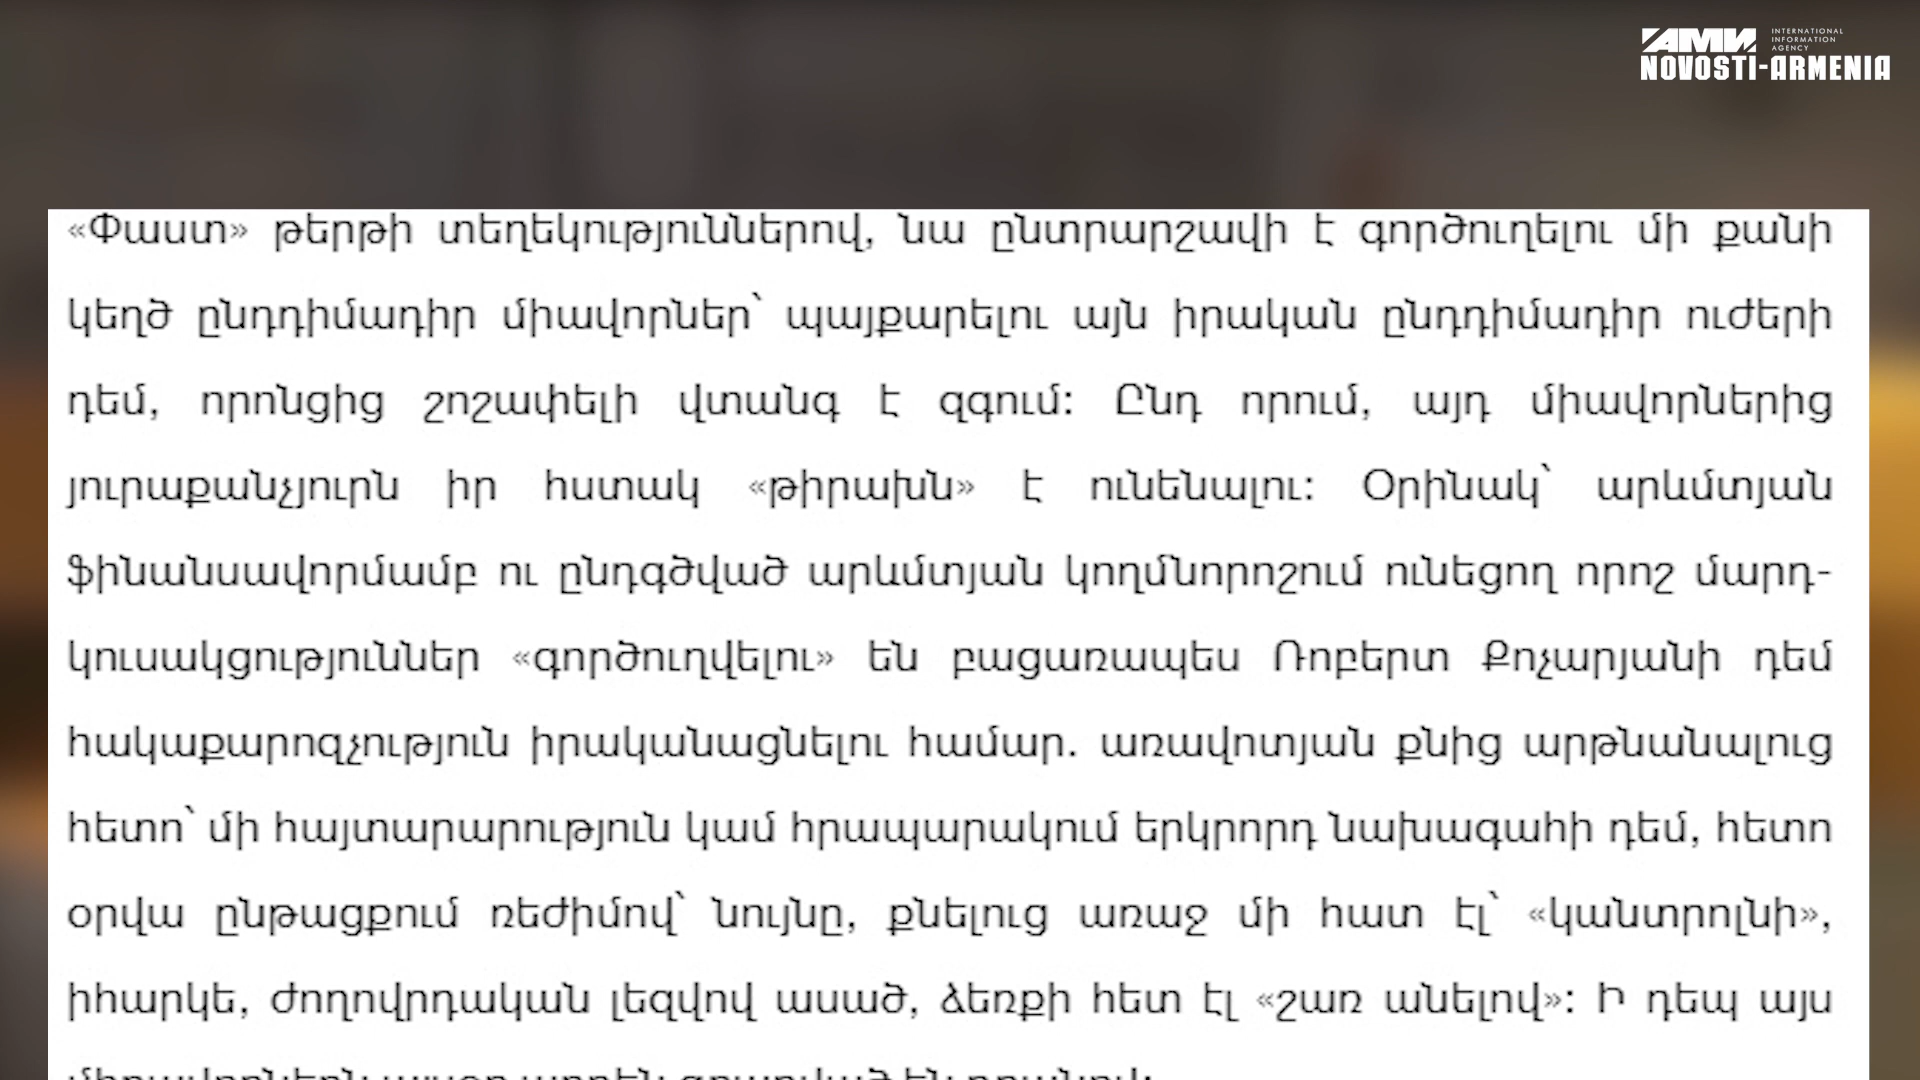 АМИ INTERNATIONAL
INFORMATION
AGENCY
NOVOSTI-ARMENIA
«Փաստ» թերթի տեղեկություններով, նա ընտրարշավի է գործուղելու մի քանի
կեղծ ընդդիմադիր միավորներ՝ պայքարելու այն իրական ընդդիմադիր ուժերի
դեմ, որոնցից շոշափելի վտանգ է զգում: Ընդ որում, այդ միավորներից
յուրաքանչյուրն իր հստակ «թիրախն» է ունենալու: Օրինակ՝ արևմտյան
ֆինանսավորմամբ ու ընդգծված արևմտյան կողմնորոշում ունեցող որոշ մարդ-
կուսակցություններ «գործուղվելու» են բացառապես Ռոբերտ Քոչարյանի դեմ
հակաքարոզչություն իրականացնելու համար. առավոտյան քնից արթնանալուց
հետո՝ մի հայտարարություն կամ հրապարակում երկրորդ նախագահի դեմ, հետո
օրվա ընթացքում ռեժիմով՝ նույնը, քնելուց առաջ մի հատ էլ՝ «կանտրոլնի»,
իհարկե, ժողովրդական լեզվով ասած, ձեռքի հետ էլ «շառ անելով»: Ի դեպ այս